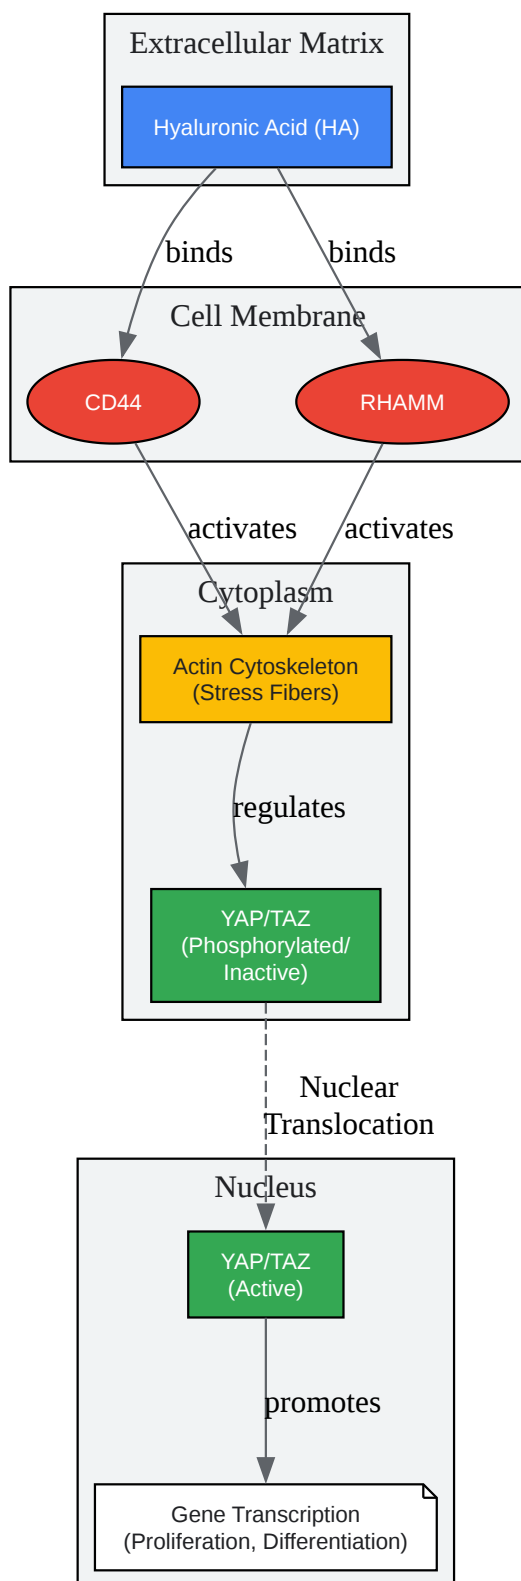 Extracellular Matrix
Hyaluronic Acid (HA)
binds
binds
Cell Membrane
CD44
RHAMM
activates
activates
Cytoplasm
Actin Cytoskeleton
(Stress Fibers)
regulates
YAP/TAZ
(Phosphorylated/
Inactive)
Nuclear
Translocation
Nucleus
YAP/TAZ
(Active)
promotes
Gene Transcription
(Proliferation, Differentiation)